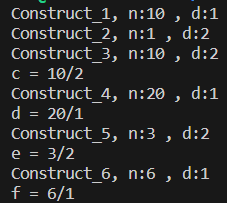 Construct_1, n:10 , d:1
Construct_2, n:1 , d:2
Construct_3, n:10 , d:2
c = 10/2
Construct_4, n:20 , d:1
d = 20/1
Construct_5, n:3 , d:2
e = 3/2
Construct_6, n:6 , d:1
f = 6/1